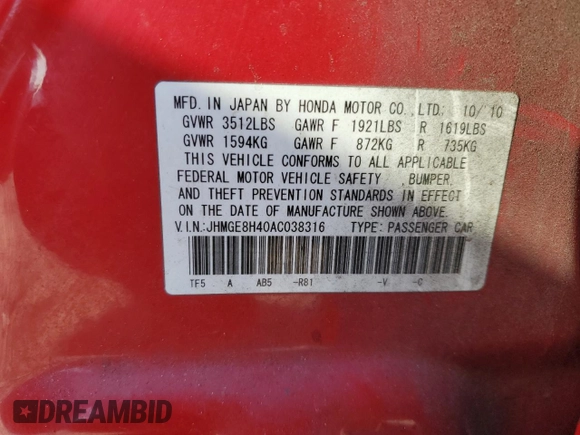 MFD. IN JAPAN BY HONDA MOTOR CO., LTD. 10/'10
GVWR 3512LBS GAWR F 1921LBS R 1619LBS
GVWR 1594KG GAWR F 872KG R 735KG
THIS VEHICLE CONFORMS TO ALL APPLICABLE
FEDERAL MOTOR VEHICLE SAFETY ,BUMPER,
AND THEFT PREVENTION STANDARDS IN EFFECT
ON THE DATE OF MANUFACTURE SHOWN ABOVE.
V.I.N.:JHMGE8H40AC038316 TYPE: PASSENGER CAR
TF5 A AB5 -R81 -V -C
DREAMBID